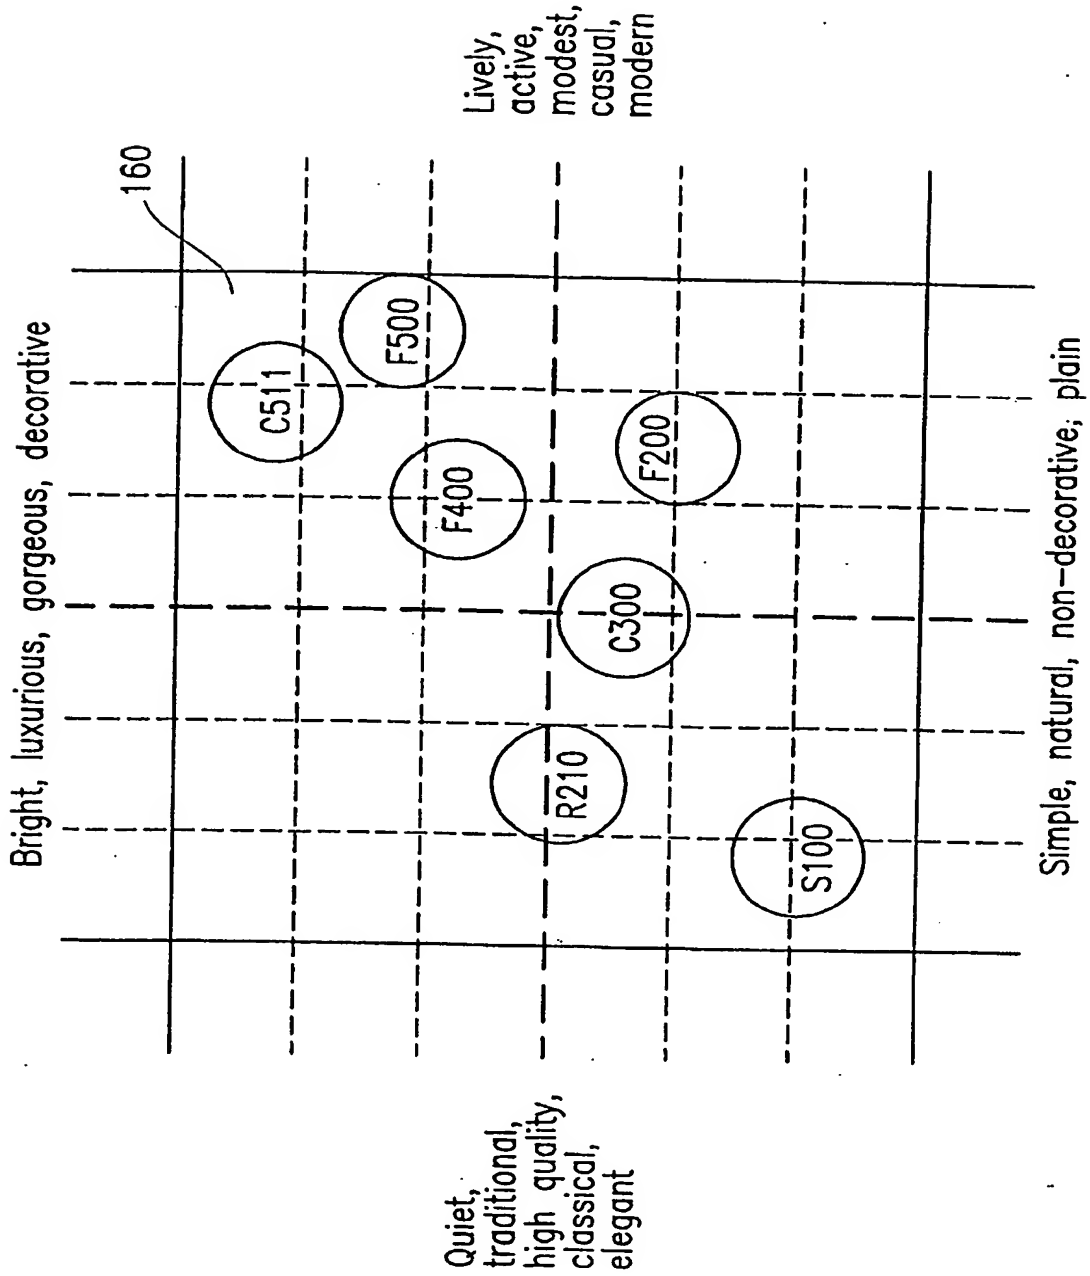 Bright, luxurious, gorgeous, decorative
160
C511
F500
F400
F200
C300
R210
S100
Quiet,
traditional,
high quality,
classical,
elegant
Lively,
active,
modest,
casual,
modern
Simple, natural, non-decorative; plain